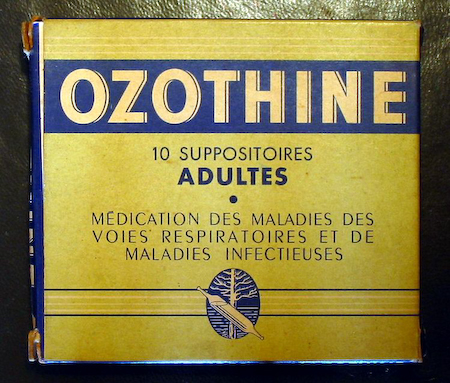 OZOTHINE
10 SUPPOSITOIRES
ADULTES
•
MÉDICATION DES MALADIES DES
VOIES RESPIRATOIRES ET DE
MALADIES INFECTIEUSES